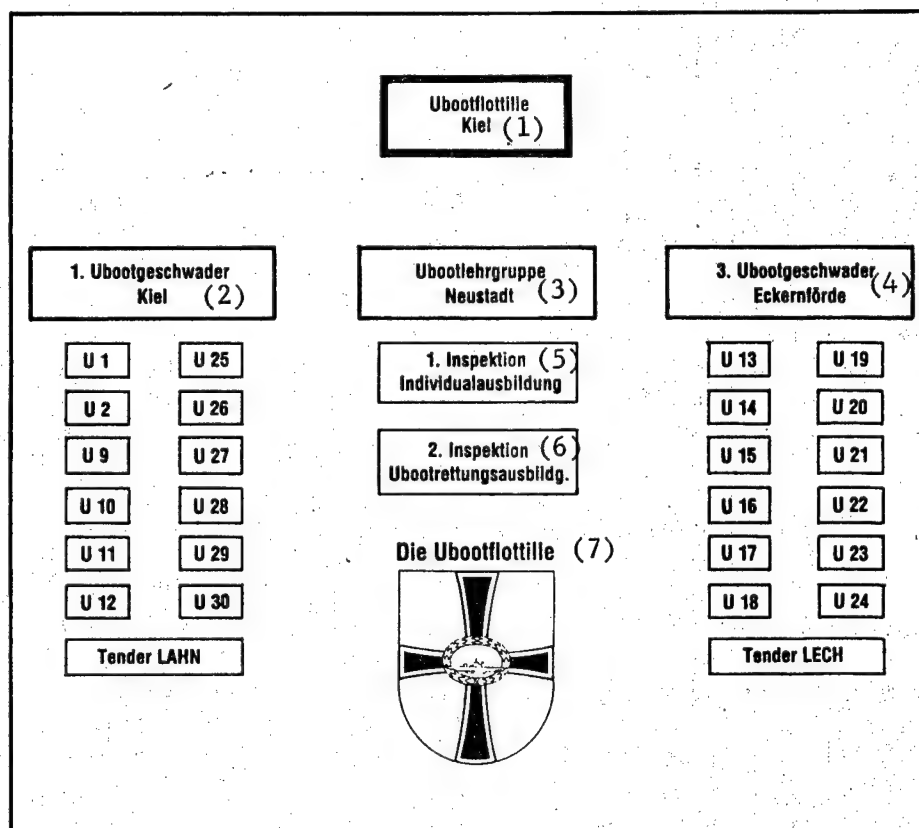 Ubootflottille
Kiel (1)
1. Ubootgeschwader
Kiel (2)
U 1
U 25
U 2
U 26
U 9
U 27
U 10
U 28
U 11
U 29
U 12
U 30
Tender LAHN
Ubootlehrgruppe
Neustadt (3)
1. Inspektion (5)
Individualausbildung
2. Inspektion (6)
Ubootrettungsausbildg.
Die Ubootflottille (7)
3. Ubootgeschwader
Eckernförde (4)
U 13
U 19
U 14
U 20
U 15
U 21
U 16
U 22
U 17
U 23
U 18
U 24
Tender LECH